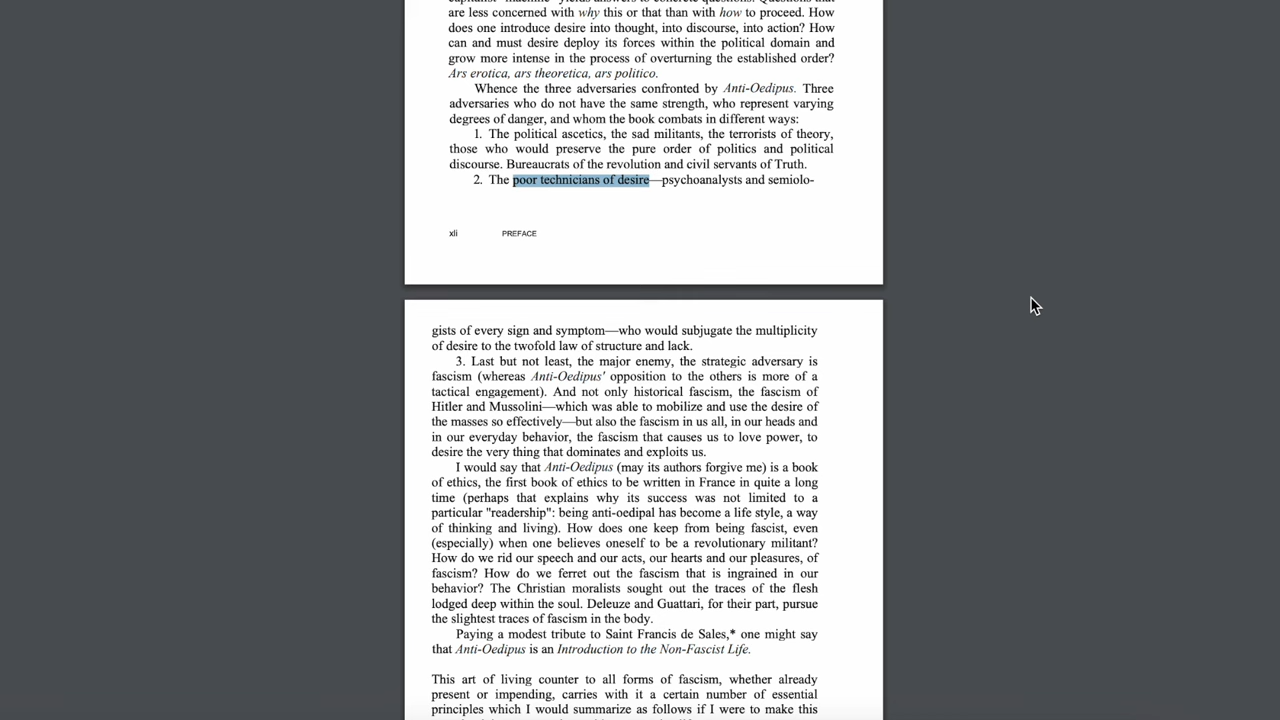 capitalist "machine" yields answers to concrete questions. Questions that
are less concerned with why this or that than with how to proceed. How
does one introduce desire into thought, into discourse, into action? How
can and must desire deploy its forces within the political domain and
grow more intense in the process of overturning the established order?
Ars erotica, ars theoretica, ars politico.
Whence the three adversaries confronted by Anti-Oedipus. Three
adversaries who do not have the same strength, who represent varying
degrees of danger, and whom the book combats in different ways:
1. The political ascetics, the sad militants, the terrorists of theory,
those who would preserve the pure order of politics and political
discourse. Bureaucrats of the revolution and civil servants of Truth.
2. The poor technicians of desire—psychoanalysts and semiolo-
xli PREFACE
gists of every sign and symptom—who would subjugate the multiplicity
of desire to the twofold law of structure and lack.
3. Last but not least, the major enemy, the strategic adversary is
fascism (whereas Anti-Oedipus' opposition to the others is more of a
tactical engagement). And not only historical fascism, the fascism of
Hitler and Mussolini—which was able to mobilize and use the desire of
the masses so effectively—but also the fascism in us all, in our heads and
in our everyday behavior, the fascism that causes us to love power, to
desire the very thing that dominates and exploits us.
I would say that Anti-Oedipus (may its authors forgive me) is a book
of ethics, the first book of ethics to be written in France in quite a long
time (perhaps that explains why its success was not limited to a
particular "readership": being anti-oedipal has become a life style, a way
of thinking and living). How does one keep from being fascist, even
(especially) when one believes oneself to be a revolutionary militant?
How do we rid our speech and our acts, our hearts and our pleasures, of
fascism? How do we ferret out the fascism that is ingrained in our
behavior? The Christian moralists sought out the traces of the flesh
lodged deep within the soul. Deleuze and Guattari, for their part, pursue
the slightest traces of fascism in the body.
Paying a modest tribute to Saint Francis de Sales,* one might say
that Anti-Oedipus is an Introduction to the Non-Fascist Life.
This art of living counter to all forms of fascism, whether already
present or impending, carries with it a certain number of essential
principles which I would summarize as follows if I were to make this